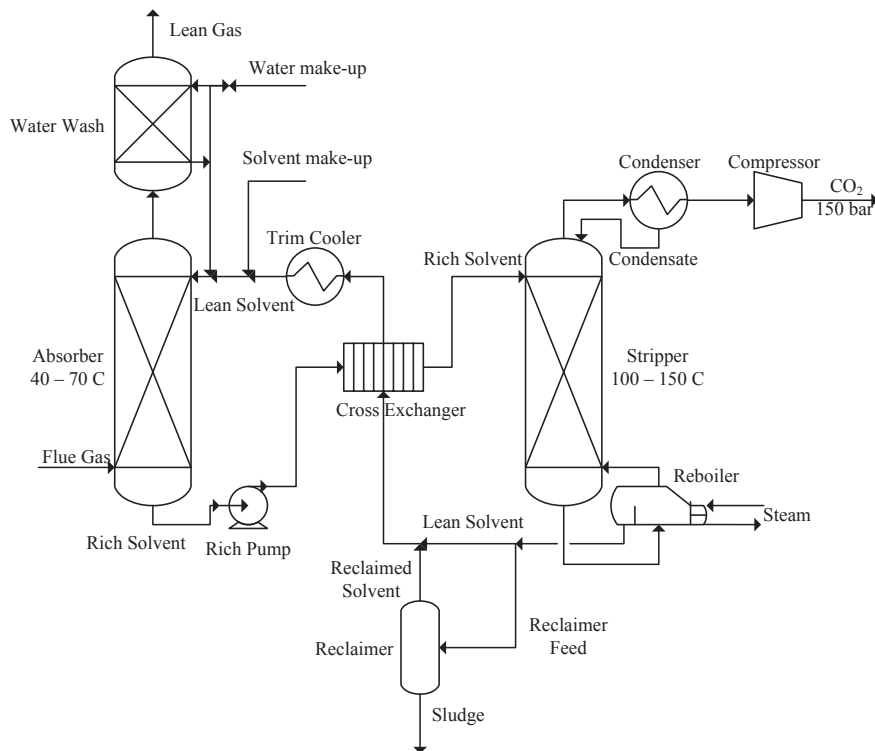 Lean Gas
Water make-up
Water Wash
Solvent make-up
Condenser
Compressor
CO₂
150 bar
Trim Cooler
Rich Solvent
Condensate
Lean Solvent
Absorber
40 – 70 C
Stripper
100 – 150 C
Cross Exchanger
Flue Gas
Reboiler
Steam
Lean Solvent
Rich Solvent
Rich Pump
Reclaimed
Solvent
Reclaimer
Reclaimer
Feed
Sludge